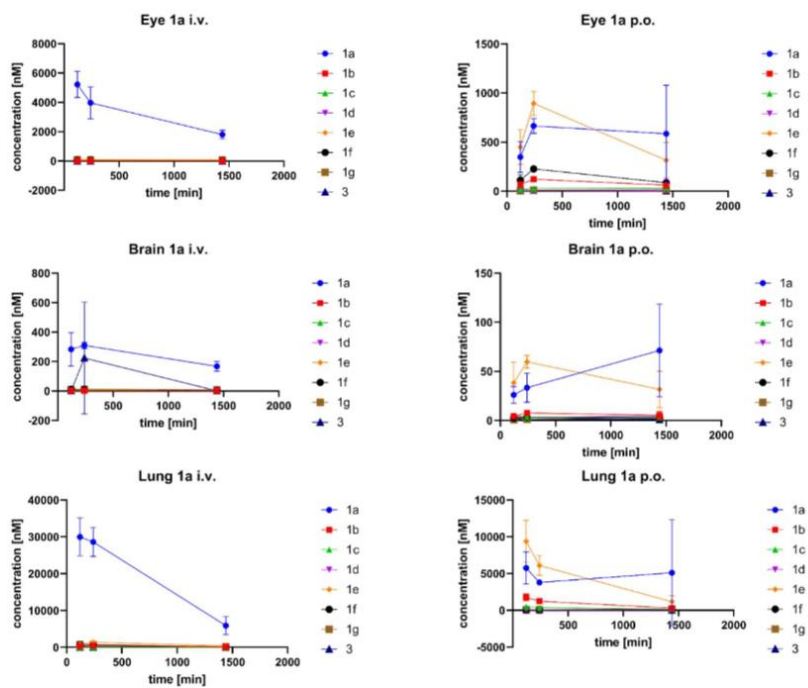 Eye 1a i.v.
8000
6000
4000
2000
0
-2000
concentration [nM]
500
1000
1500
2000
time [min]
1a
1b
1c
1d
1e
1f
1g
3
Eye 1a p.o.
1500
1000
500
0
concentration [nM]
0
500
1000
1500
2000
time [min]
1a
1b
1c
1d
1e
1f
1g
3
Brain 1a i.v.
800
600
400
200
0
-200
concentration [nM]
500
1000
1500
2000
time [min]
1a
1b
1c
1d
1e
1f
1g
3
Brain 1a p.o.
150
100
50
0
concentration [nM]
0
500
1000
1500
2000
time [min]
1a
1b
1c
1d
1e
1f
1g
3
Lung 1a i.v.
40000
30000
20000
10000
0
concentration [nM]
0
500
1000
1500
2000
time [min]
1a
1b
1c
1d
1e
1f
1g
3
Lung 1a p.o.
15000
10000
5000
0
-5000
concentration [nM]
500
1000
1500
2000
time [min]
1a
1b
1c
1d
1e
1f
1g
3